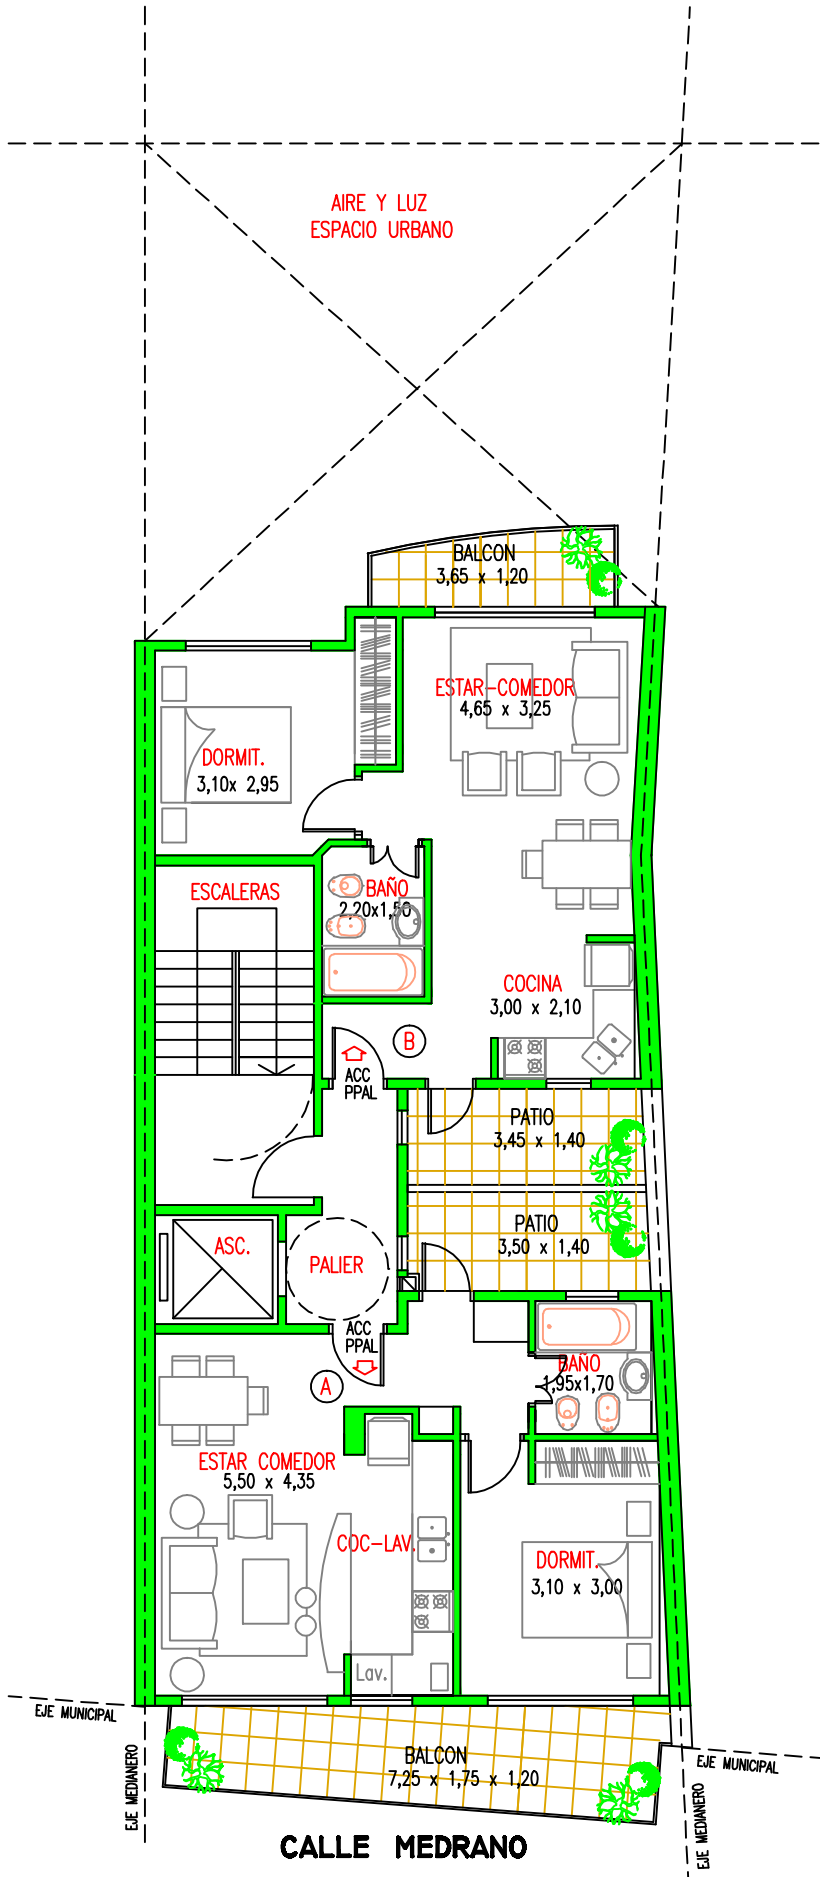 AIRE Y LUZ
ESPACIO URBANO
BALCON
3,65 x 1,20
ESTAR-COMEDOR
4,65 x 3,25
DORMIT.
3,10x 2,95
ESCALERAS
BAÑO
2,20x1,50
COCINA
3,00 x 2,10
B
ACC
PPAL
PATIO
3,45 x 1,40
PATIO
3,50 x 1,40
ASC.
PALIER
ACC
PPAL
A
BAÑO
1,95x1,70
ESTAR COMEDOR
5,50 x 4,35
COC-LAV.
DORMIT.
3,10 x 3,00
Lav.
EJE MUNICIPAL
EJE MEDIANERO
BALCON
7,25 x 1,75 x 1,20
EJE MUNICIPAL
EJE MEDIANERO
CALLE MEDRANO